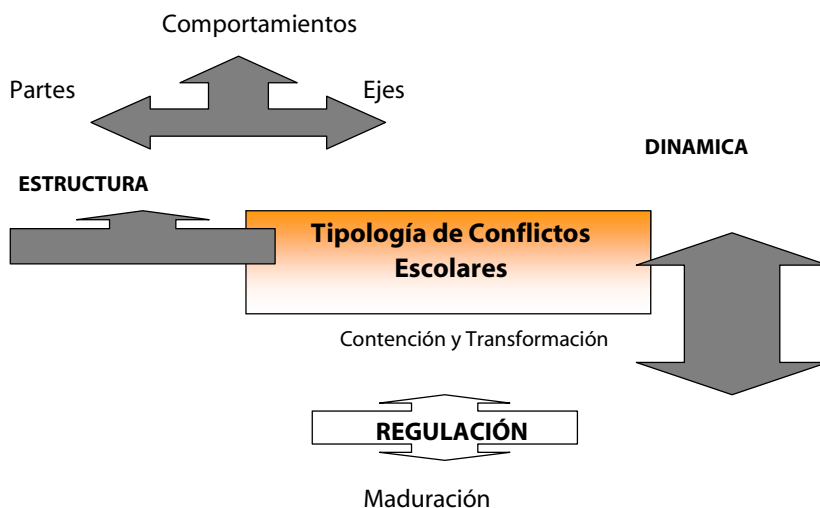 Comportamientos
Partes
Ejes
DINAMICA
ESTRUCTURA
Tipología de Conflictos
Escolares
Contención y Transformación
REGULACIÓN
Maduración